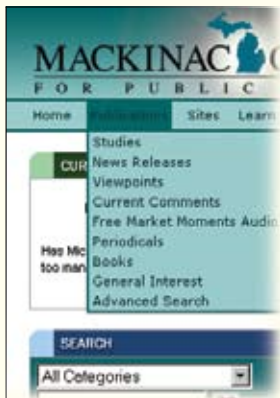 MACKINAC
FOR PUBLIC
Home Publications Sites Learn
Studies
News Releases
Viewpoints
Current Comments
Free Market Moments Audio
Periodicals
Books
General Interest
Advanced Search
CUR
Has Mic
too man
SEARCH
All Categories